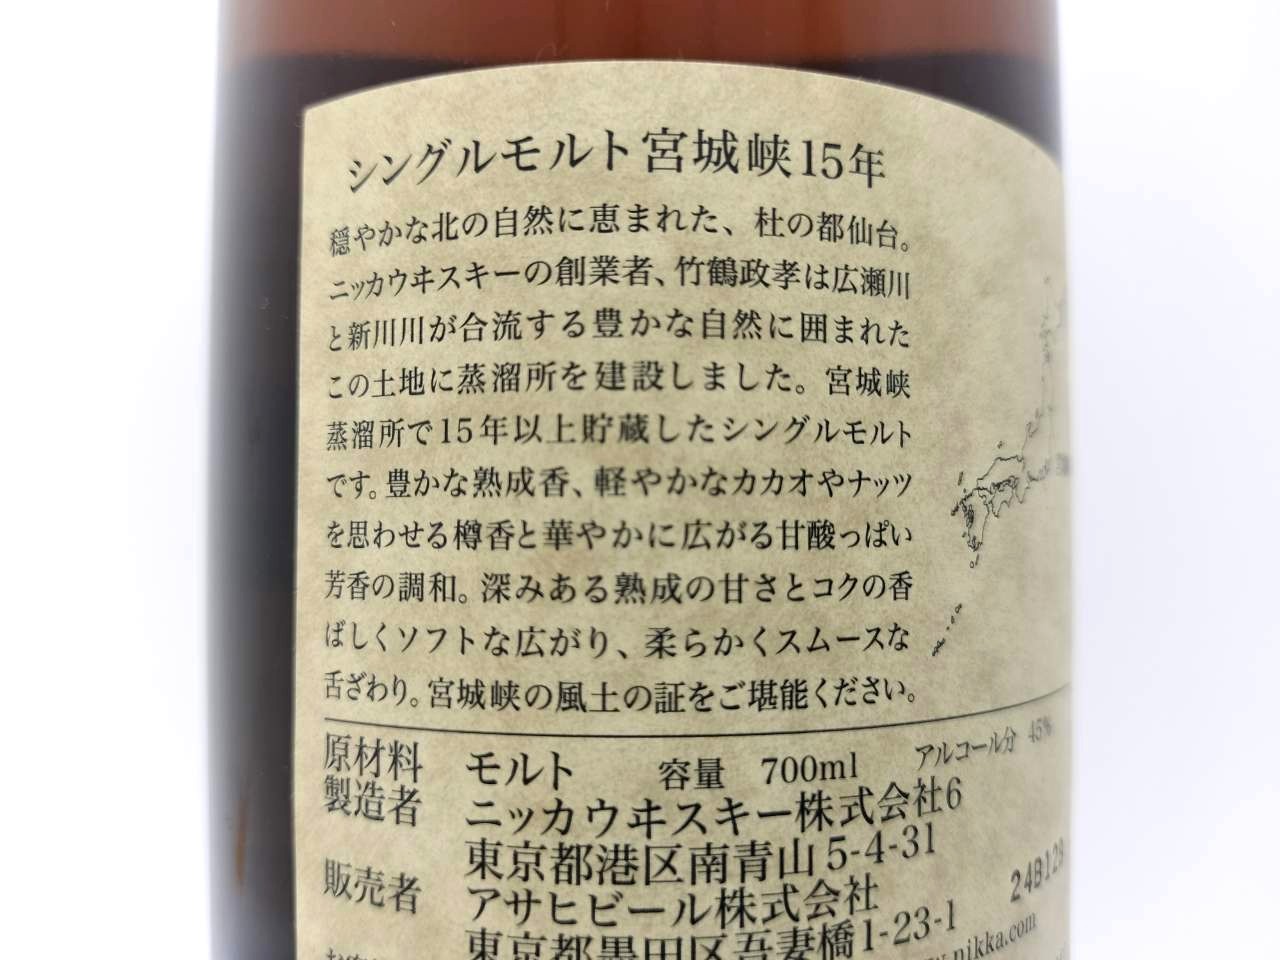 シングルモルト宮城峡15年
穏やかな北の自然に恵まれた、杜の都仙台。
ニッカウヰスキーの創業者、竹鶴政孝は広瀬川
と新川川が合流する豊かな自然に囲まれた
この土地に蒸溜所を建設しました。宮城峡
蒸溜所で15年以上貯蔵したシングルモルト
です。豊かな熟成香、軽やかなカカオやナッツ
を思わせる樽香と華やかに広がる甘酸っぱい
芳香の調和。深みある熟成の甘さとコクの香
ばしくソフトな広がり、柔らかくスムースな
舌ざわり。宮城峡の風土の証をご堪能ください。
原材料 モルト 容量 700ml アルコール分 45%
製造者 ニッカウヰスキー株式会社6
東京都港区南青山5-4-31
販売者 アサヒビール株式会社 24B129
東京都墨田区吾妻橋1-23-1
nikka.com